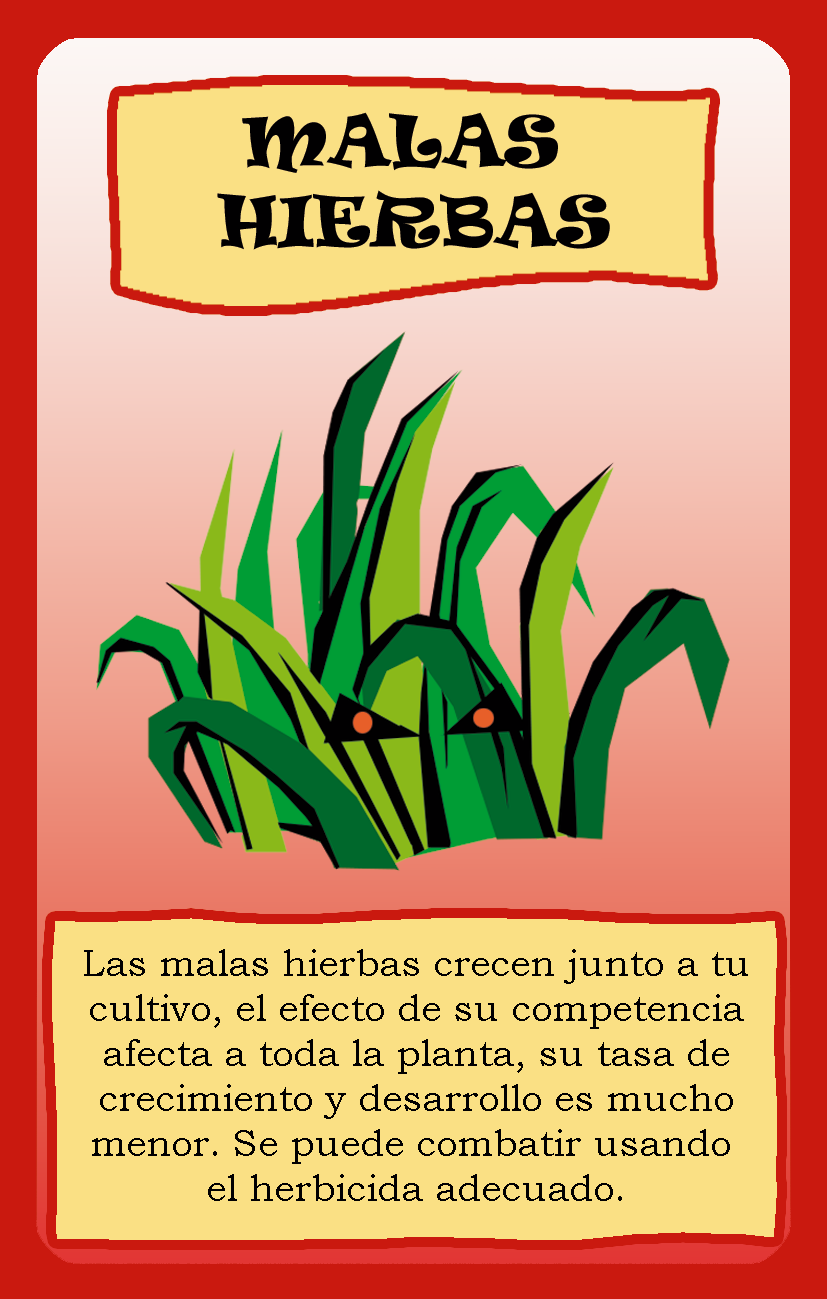 MALAS
HIERBAS
Las malas hierbas crecen junto a tu
cultivo, el efecto de su competencia
afecta a toda la planta, su tasa de
crecimiento y desarrollo es mucho
menor. Se puede combatir usando
el herbicida adecuado.